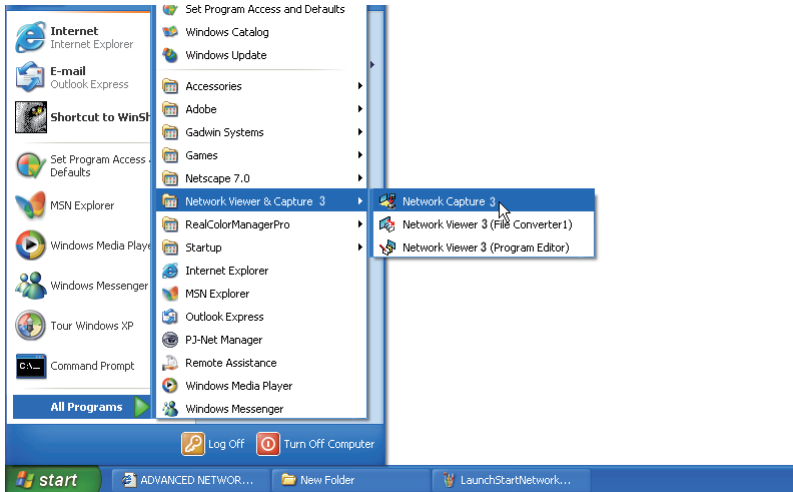 Internet
Internet Explorer
E-mail
Outlook Express
Shortcut to WinSh
Set Program Access
Defaults
MSN Explorer
Windows Media Playe
Windows Messenger
Tour Windows XP
C:\_
Command Prompt
All Programs
Set Program Access and Defaults
Windows Catalog
Windows Update
Accessories
Adobe
Gadwin Systems
Games
Netscape 7.0
Network Viewer & Capture 3
RealColorManagerPro
Startup
Internet Explorer
MSN Explorer
Outlook Express
PJ-Net Manager
Remote Assistance
Windows Media Player
Windows Messenger
Network Capture 3
Network Viewer 3 (File Converter1)
Network Viewer 3 (Program Editor)
Log Off
Turn Off Computer
start
ADVANCED NETWOR...
New Folder
LaunchStartNetwork...